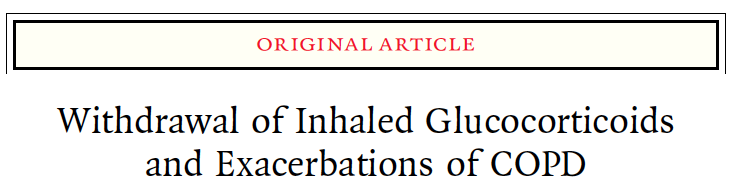 ORIGINAL ARTICLE
Withdrawal of Inhaled Glucocorticoids
and Exacerbations of COPD